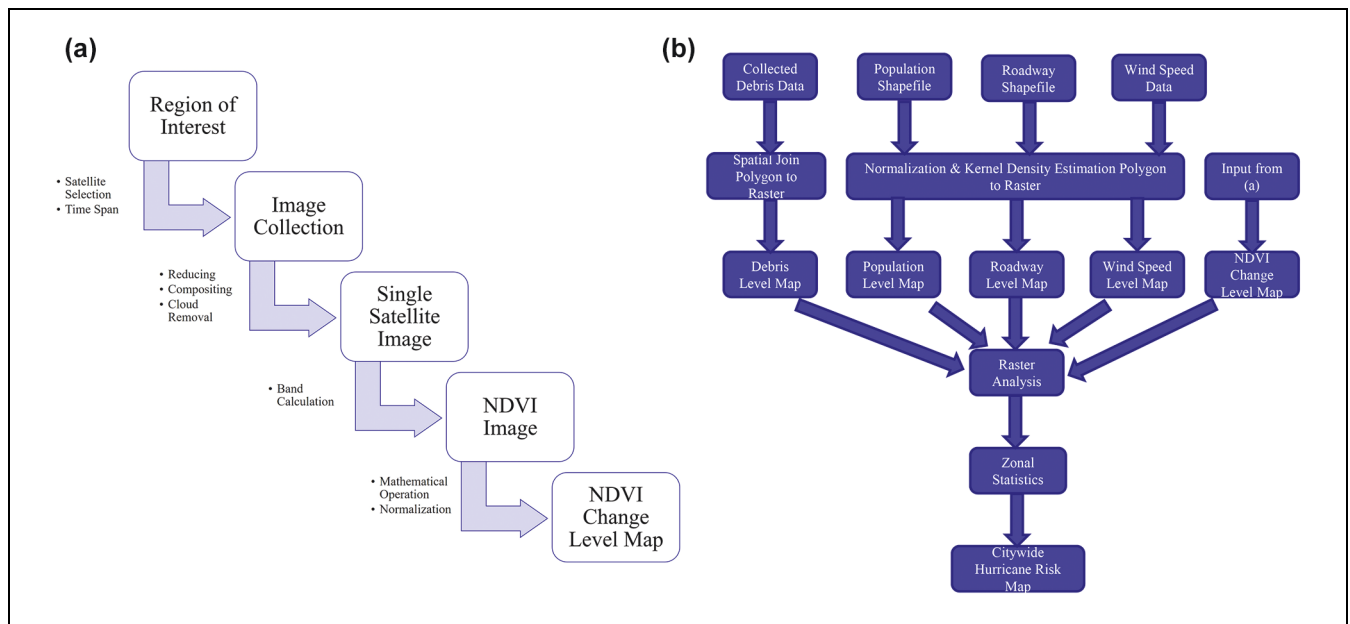 (a)
Region of
Interest
• Satellite
Selection
• Time Span
Image
Collection
• Reducing
• Compositing
• Cloud
Removal
Single
Satellite
Image
• Band
Calculation
NDVI
Image
• Mathematical
Operation
• Normalization
NDVI
Change
Level Map
(b)
Collected
Debris Data
Population
Shapefile
Roadway
Shapefile
Wind Speed
Data
Spatial Join
Polygon to
Raster
Normalization & Kernel Density Estimation Polygon
to Raster
Input from
(a)
Debris
Level Map
Population
Level Map
Roadway
Level Map
Wind Speed
Level Map
NDVI
Change
Level Map
Raster
Analysis
Zonal
Statistics
Citywide
Hurricane Risk
Map